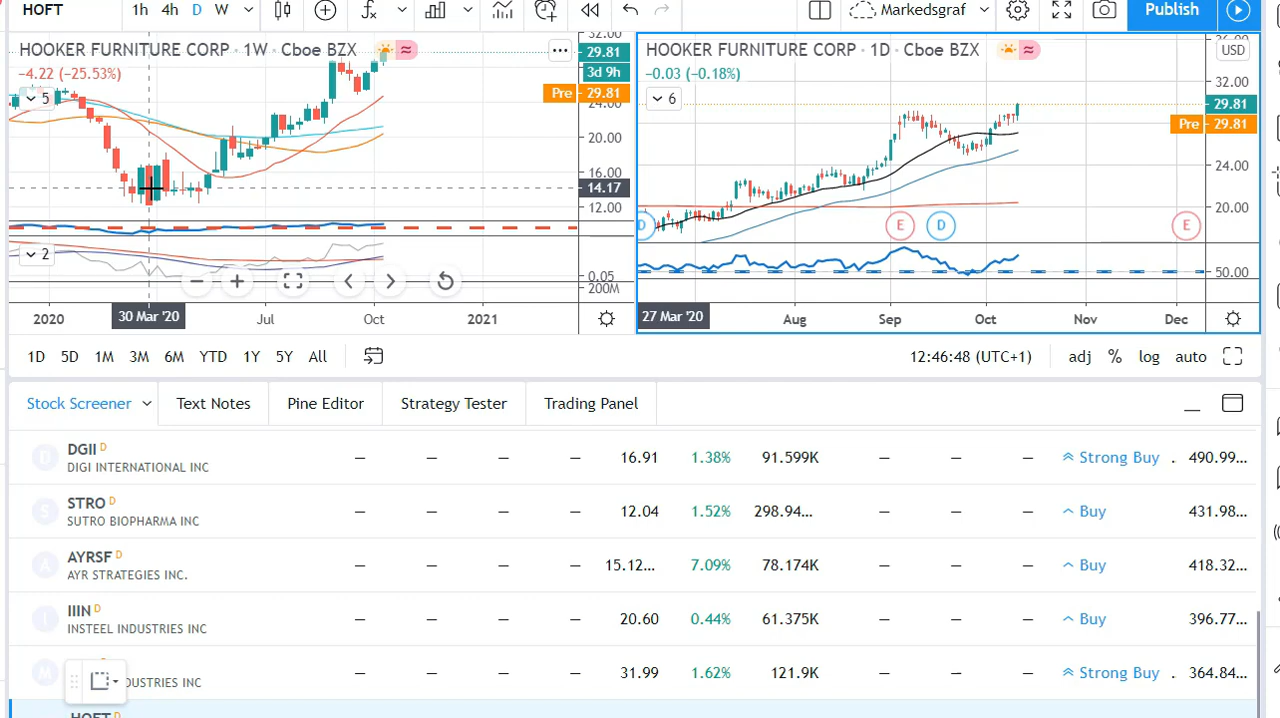 HOFT 1h 4h D W Markedsgraf Publish
HOOKER FURNITURE CORP · 1W · Cboe BZX
−4.22 (−25.53%)
5
32.00
29.81
3d 9h
Pre 29.81
24.00
20.00
16.00
14.17
12.00
2
0.05
200M
2020 30 Mar '20 Jul Oct 2021
HOOKER FURNITURE CORP · 1D · Cboe BZX
USD
−0.03 (−0.18%)
6
36.00
32.00
29.81
Pre 29.81
24.00
20.00
D E D E
50.00
27 Mar '20 Aug Sep Oct Nov Dec
1D 5D 1M 3M 6M YTD 1Y 5Y All 12:46:48 (UTC+1) adj % log auto
Stock Screener Text Notes Pine Editor Strategy Tester Trading Panel
DGII D
DIGI INTERNATIONAL INC
D — — — — 16.91 1.38% 91.599K — — — Strong Buy . 490.99...
STRO D
SUTRO BIOPHARMA INC
S — — — — 12.04 1.52% 298.94... — — — Buy 431.98...
AYRSF D
AYR STRATEGIES INC.
A — — — — 15.12... 7.09% 78.174K — — — Buy 418.32...
IIIN D
INSTEEL INDUSTRIES INC
I — — — — 20.60 0.44% 61.375K — — — Buy 396.77...
DUSTRIES INC
M — — — — 31.99 1.62% 121.9K — — — Strong Buy 364.84...
HOFT D